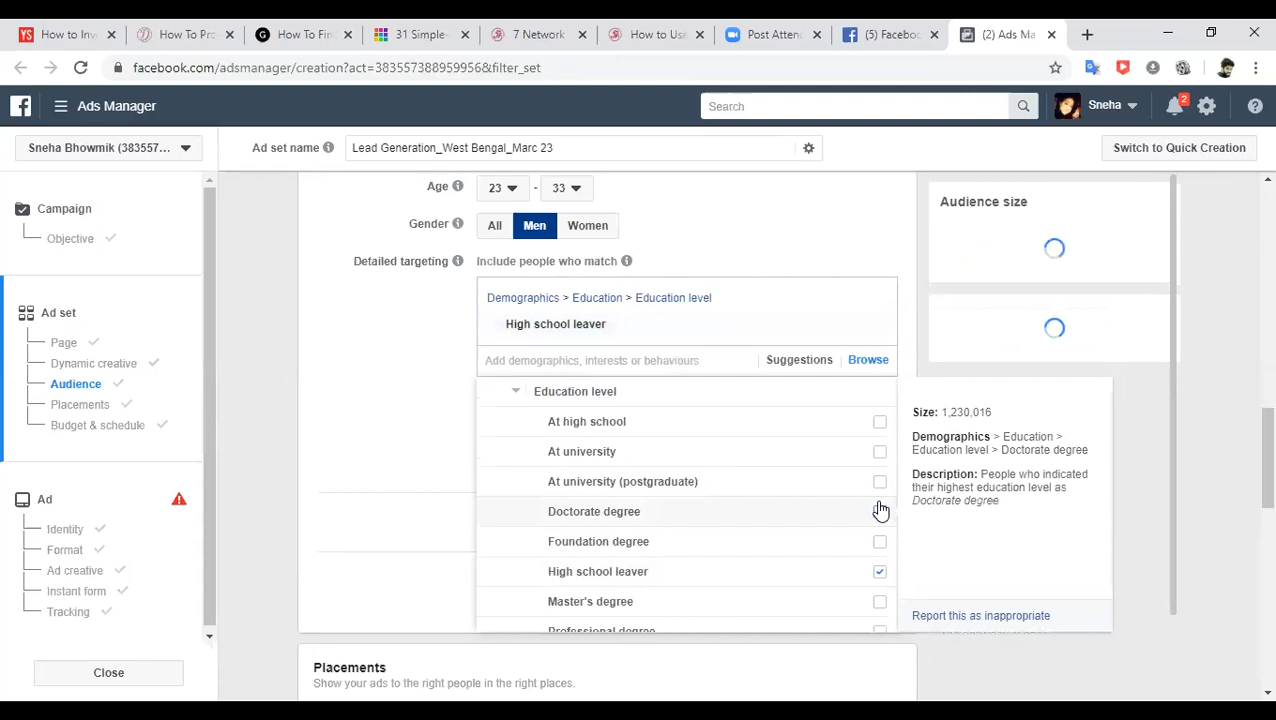 How to Inv
How To Pro
How To Fin
31 Simple-
7 Network
How to Use
Post Attend
(5) Faceboo
(2) Ads Ma
facebook.com/adsmanager/creation?act=383557388959956&filter_set
Ads Manager
Search
Sneha
2
Sneha Bhowmik (383557...
Ad set name
Lead Generation_West Bengal_Marc 23
Switch to Quick Creation
Campaign
Objective
Ad set
Page
Dynamic creative
Audience
Placements
Budget & schedule
Ad
Identity
Format
Ad creative
Instant form
Tracking
Close
Age
23
-
33
Gender
All
Men
Women
Detailed targeting
Include people who match
Demographics > Education > Education level
High school leaver
Add demographics, interests or behaviours
Suggestions
Browse
Education level
At high school
At university
At university (postgraduate)
Doctorate degree
Foundation degree
High school leaver
Master's degree
Professional degree
Size: 1,230,016
Demographics > Education >
Education level > Doctorate degree
Description: People who indicated
their highest education level as
Doctorate degree
Report this as inappropriate
Audience size
Placements
Show your ads to the right people in the right places.